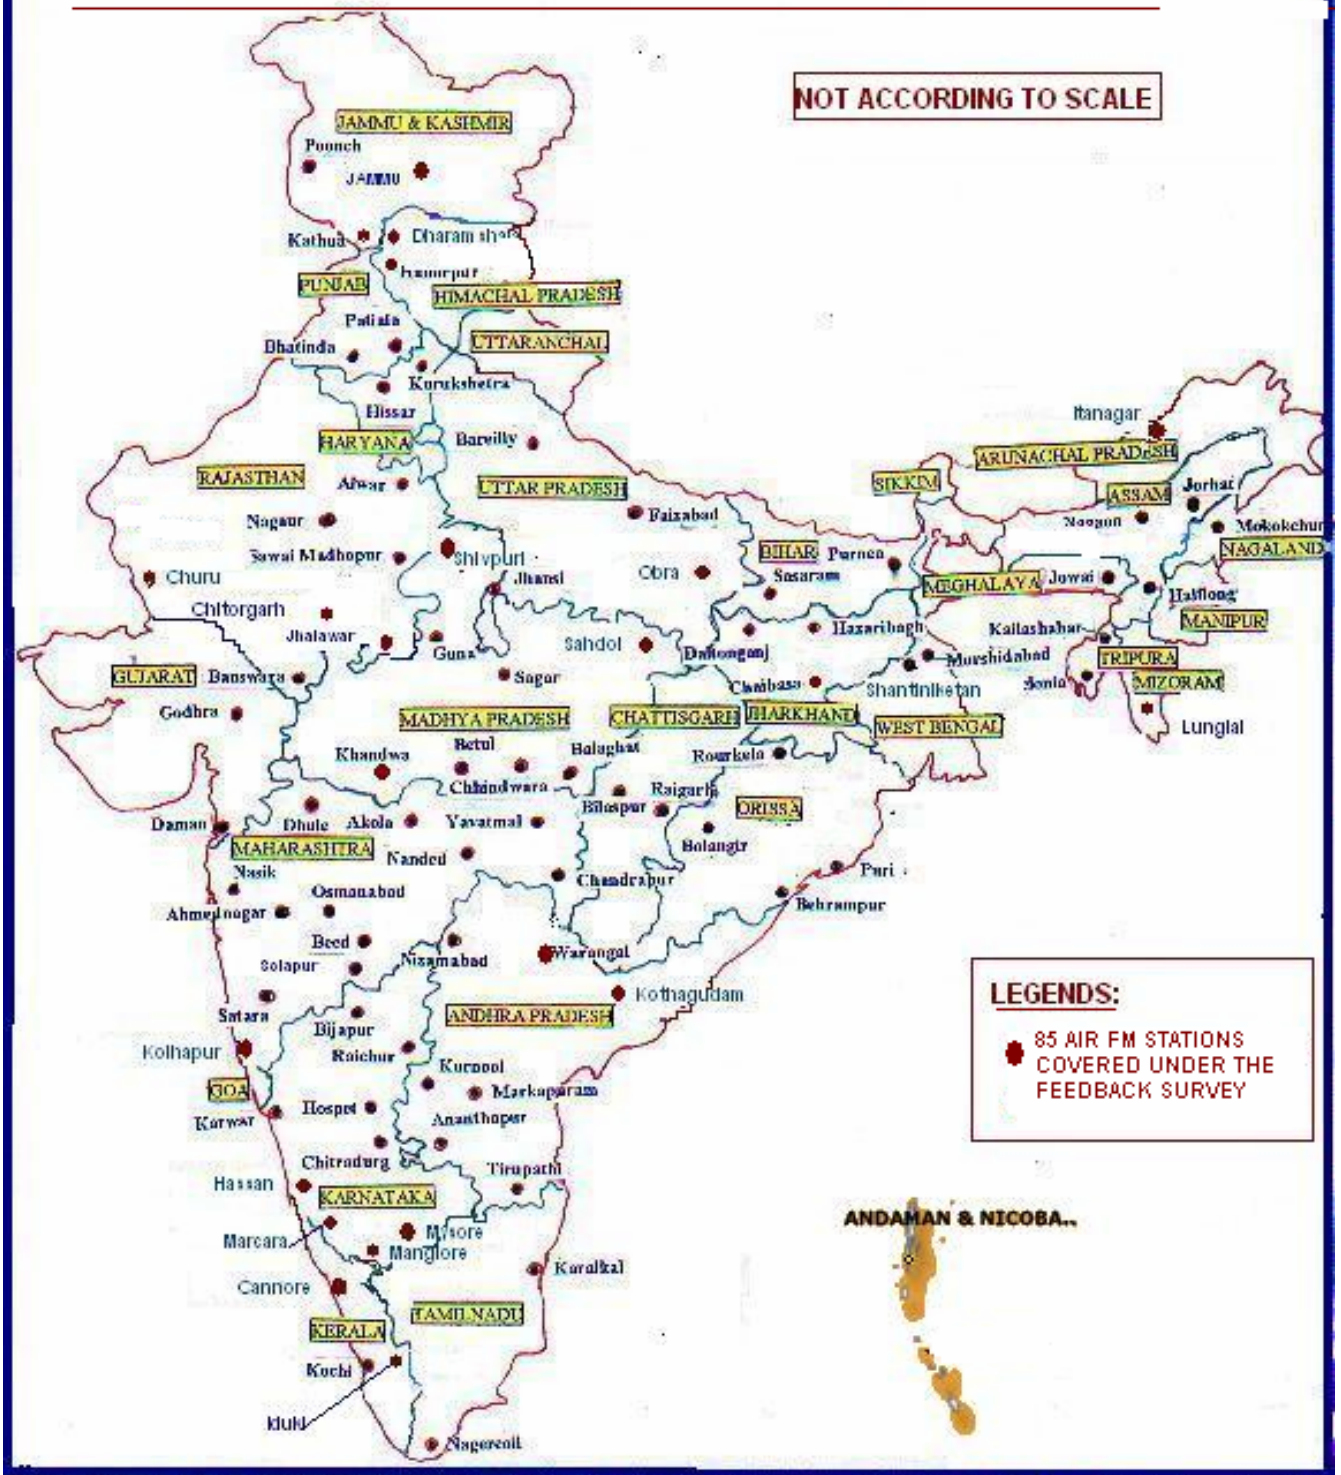 NOT ACCORDING TO SCALE
JAMMU & KASHMIR
Poonch
JAMMU
Kathua
Dharamshala
PUNJAB
HIMACHAL PRADESH
Patiala
UTTARANCHAL
Bhatinda
Kurukshetra
Hissar
Itanagar
HARYANA
Bareilly
ARUNACHAL PRADESH
RAJASTHAN
Alwar
UTTAR PRADESH
SIKKIM
ASSAM
Jorhat
Nagaur
Faizabad
Mokokchun
Sawai Madhopur
Shivpuri
BIHAR
Purnea
NAGALAND
Churu
Jhansi
Obra
Sasaram
MEGHALAYA
Jowai
Haflong
Chitorgarh
Jhalawar
Guna
Sahdol
Daltonganj
Hazaribagh
Kailashahar
MANIPUR
GUJARAT
Banswara
Sagar
Chaibasa
Murshidabad
Shantiniketan
TRIPURA
MIZORAM
Godhra
MADHYA PRADESH
CHATTISGARH
JHARKHAND
WEST BENGAL
Lunglal
Khandwa
Betul
Balaghat
Rourkela
Chhindwara
Bilaspur
Raigarh
ORISSA
Daman
Dhule
Akola
Yavatmal
Bolangir
MAHARASHTRA
Nanded
Nasik
Chandrapur
Puri
Osmanabad
Ahmednagar
Behrampur
Beed
Nizamabad
Warangal
Solapur
Kothagudam
Satara
Bijapur
ANDHRA PRADESH
LEGENDS:
85 AIR FM STATIONS
COVERED UNDER THE
FEEDBACK SURVEY
Kolhapur
Raichur
Kurnool
GOA
Markapuram
Karwar
Hospet
Ananthapur
Chitradurg
Tirupathi
Hassan
KARNATAKA
ANDAMAN & NICOBA..
Marcara
Mysore
Manglore
Karaikal
Cannore
TAMILNADU
KERALA
Kochi
Idukl
Nagercoil